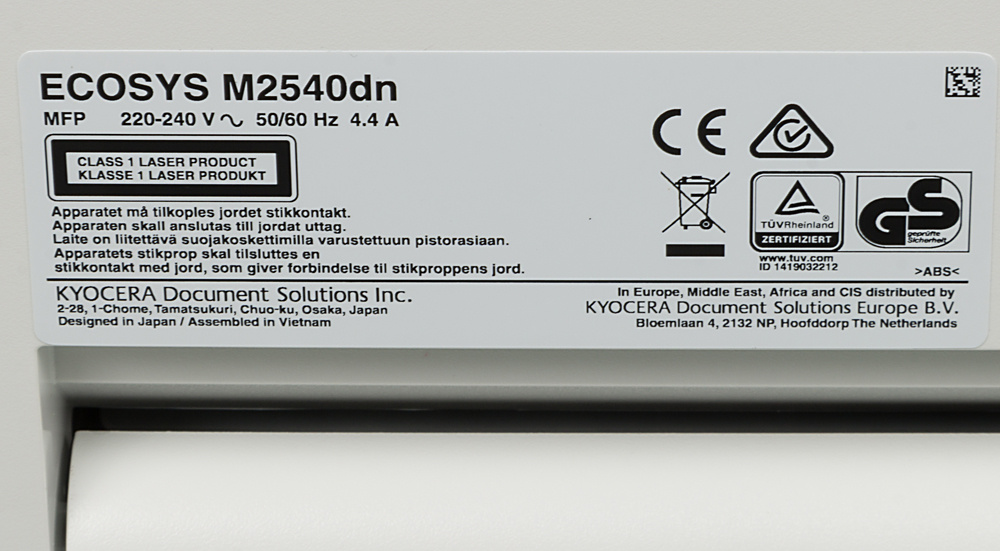 ECOSYS M2540dn
MFP 220-240 V ∿ 50/60 Hz 4.4 A
CLASS 1 LASER PRODUCT
KLASSE 1 LASER PRODUKT
Apparatet må tilkoples jordet stikkontakt.
Apparaten skall anslutas till jordat uttag.
Laite on liitettävä suojakoskettimilla varustettuun pistorasiaan.
Apparatets stikprop skal tilsluttes en
stikkontakt med jord, som giver forbindelse til stikproppens jord.
CE
TÜVRheinland ®
ZERTIFIZIERT
www.tuv.com
ID 1419032212
GS
geprüfte
Sicherheit
>ABS<
KYOCERA Document Solutions Inc.
2-28, 1-Chome, Tamatsukuri, Chuo-ku, Osaka, Japan
Designed in Japan / Assembled in Vietnam
In Europe, Middle East, Africa and CIS distributed by
KYOCERA Document Solutions Europe B.V.
Bloemlaan 4, 2132 NP, Hoofddorp The Netherlands